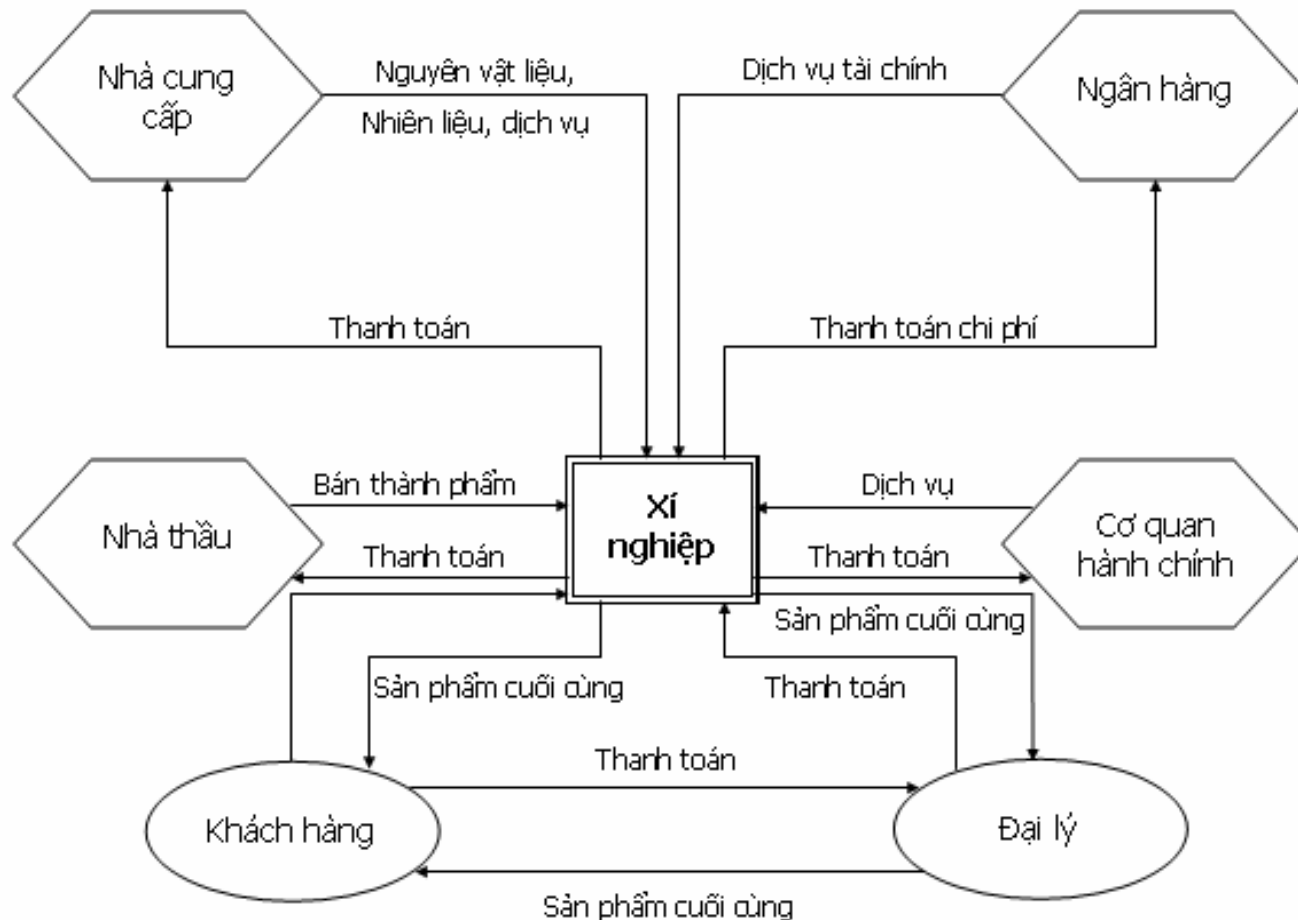 Nhà cung
cấp
Nguyên vật liệu,
Nhiên liệu, dịch vụ
Dịch vụ tài chính
Ngân hàng
Thanh toán
Thanh toán chi phí
Nhà thầu
Bán thành phẩm
Thanh toán
Xí
nghiệp
Dịch vụ
Thanh toán
Cơ quan
hành chính
Sản phẩm cuối cùng
Sản phẩm cuối cùng
Thanh toán
Thanh toán
Khách hàng
Đại lý
Sản phẩm cuối cùng